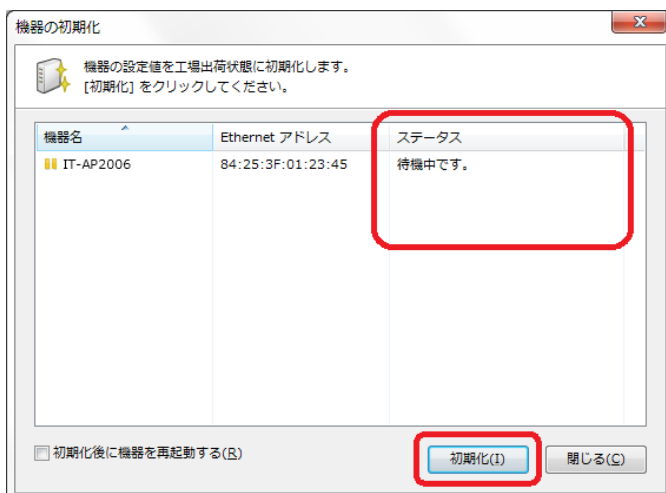 機器の初期化
機器の設定値を工場出荷状態に初期化します。
[初期化] をクリックしてください。
機器名 Ethernet アドレス ステータス
IT-AP2006 84:25:3F:01:23:45 待機中です。
初期化後に機器を再起動する(R)
初期化(I) 閉じる(C)